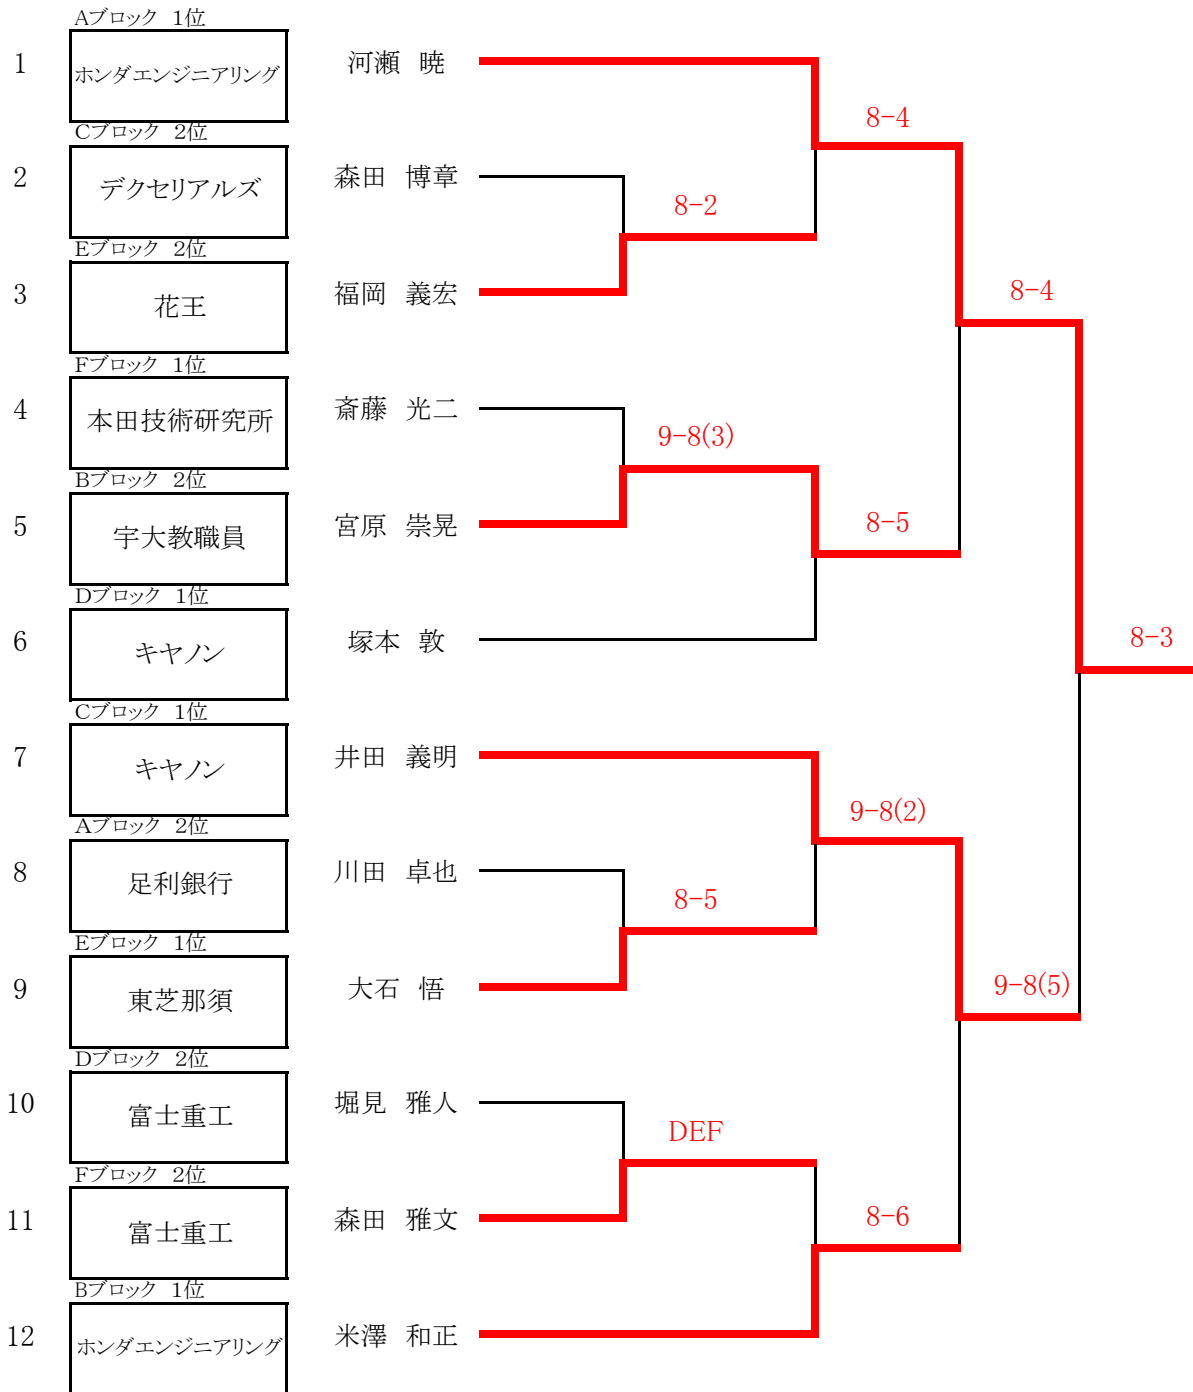 Aブロック 1位
1 ホンダエンジニアリング 河瀬 暁
8-4
Cブロック 2位
2 デクセリアルズ 森田 博章
8-2
Eブロック 2位
3 花王 福岡 義宏
8-4
Fブロック 1位
4 本田技術研究所 斎藤 光二
9-8(3)
Bブロック 2位
5 宇大教職員 宮原 崇晃
8-5
Dブロック 1位
6 キヤノン 塚本 敦
8-3
Cブロック 1位
7 キヤノン 井田 義明
9-8(2)
Aブロック 2位
8 足利銀行 川田 卓也
8-5
Eブロック 1位
9 東芝那須 大石 悟
9-8(5)
Dブロック 2位
10 富士重工 堀見 雅人
DEF
Fブロック 2位
11 富士重工 森田 雅文
8-6
Bブロック 1位
12 ホンダエンジニアリング 米澤 和正